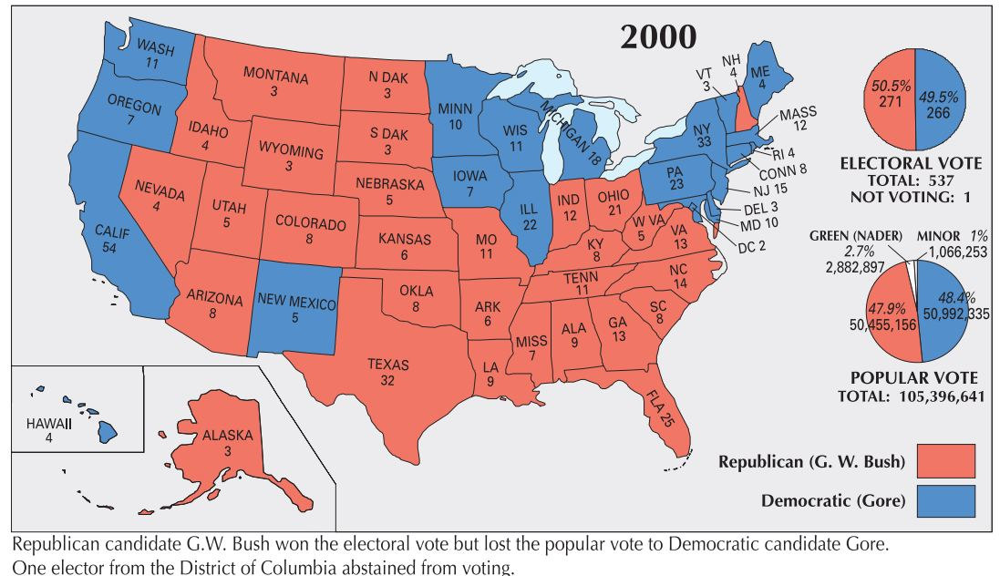 2000
WASH
11
OREGON
7
CALIF
54
NEVADA
4
IDAHO
4
MONTANA
3
WYOMING
3
UTAH
5
COLORADO
8
ARIZONA
8
NEW MEXICO
5
N DAK
3
S DAK
3
NEBRASKA
5
KANSAS
6
OKLA
8
TEXAS
32
MINN
10
IOWA
7
MO
11
ARK
6
LA
9
WIS
11
ILL
22
MICHIGAN 18
IND
12
OHIO
21
KY
8
TENN
11
MISS
7
ALA
9
GA
13
FLA 25
SC
8
NC
14
VA
13
W VA
5
PA
23
NY
33
VT
3
NH
4
ME
4
MASS
12
RI 4
CONN 8
NJ 15
DEL 3
MD 10
DC 2
HAWAII
4
ALASKA
3
50.5%
271
49.5%
266
ELECTORAL VOTE
TOTAL: 537
NOT VOTING: 1
GREEN (NADER)
2.7%
2,882,897
MINOR 1%
1,066,253
47.9%
50,455,156
48.4%
50,992,335
POPULAR VOTE
TOTAL: 105,396,641
Republican (G. W. Bush)
Democratic (Gore)
Republican candidate G.W. Bush won the electoral vote but lost the popular vote to Democratic candidate Gore.
One elector from the District of Columbia abstained from voting.